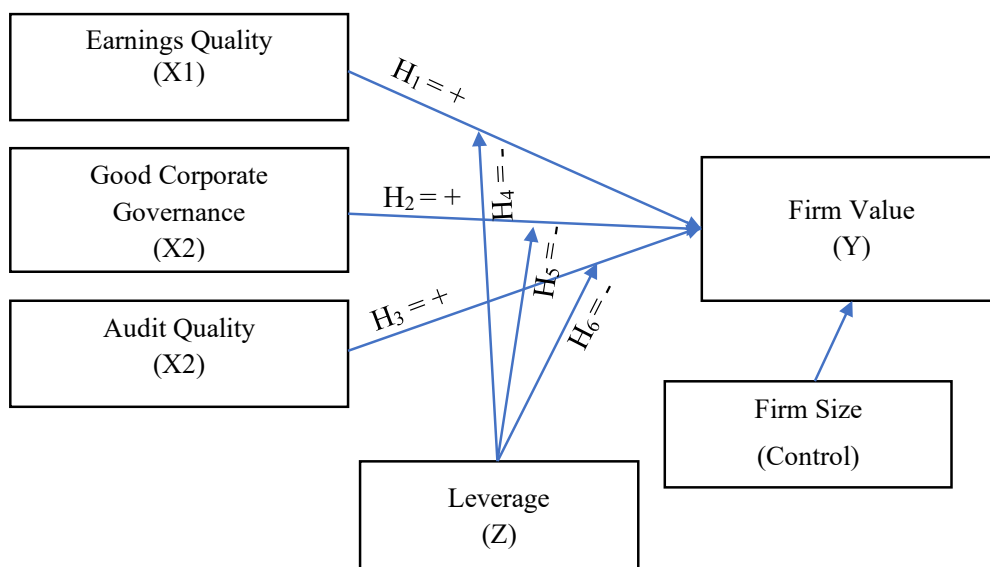 Earnings Quality
(X1)
H₁ = +
Good Corporate
Governance
(X2)
H₂ = +
H₄ = -
Firm Value
(Y)
H₅ = -
Audit Quality
(X2)
H₃ = +
H₆ = -
Firm Size
(Control)
Leverage
(Z)